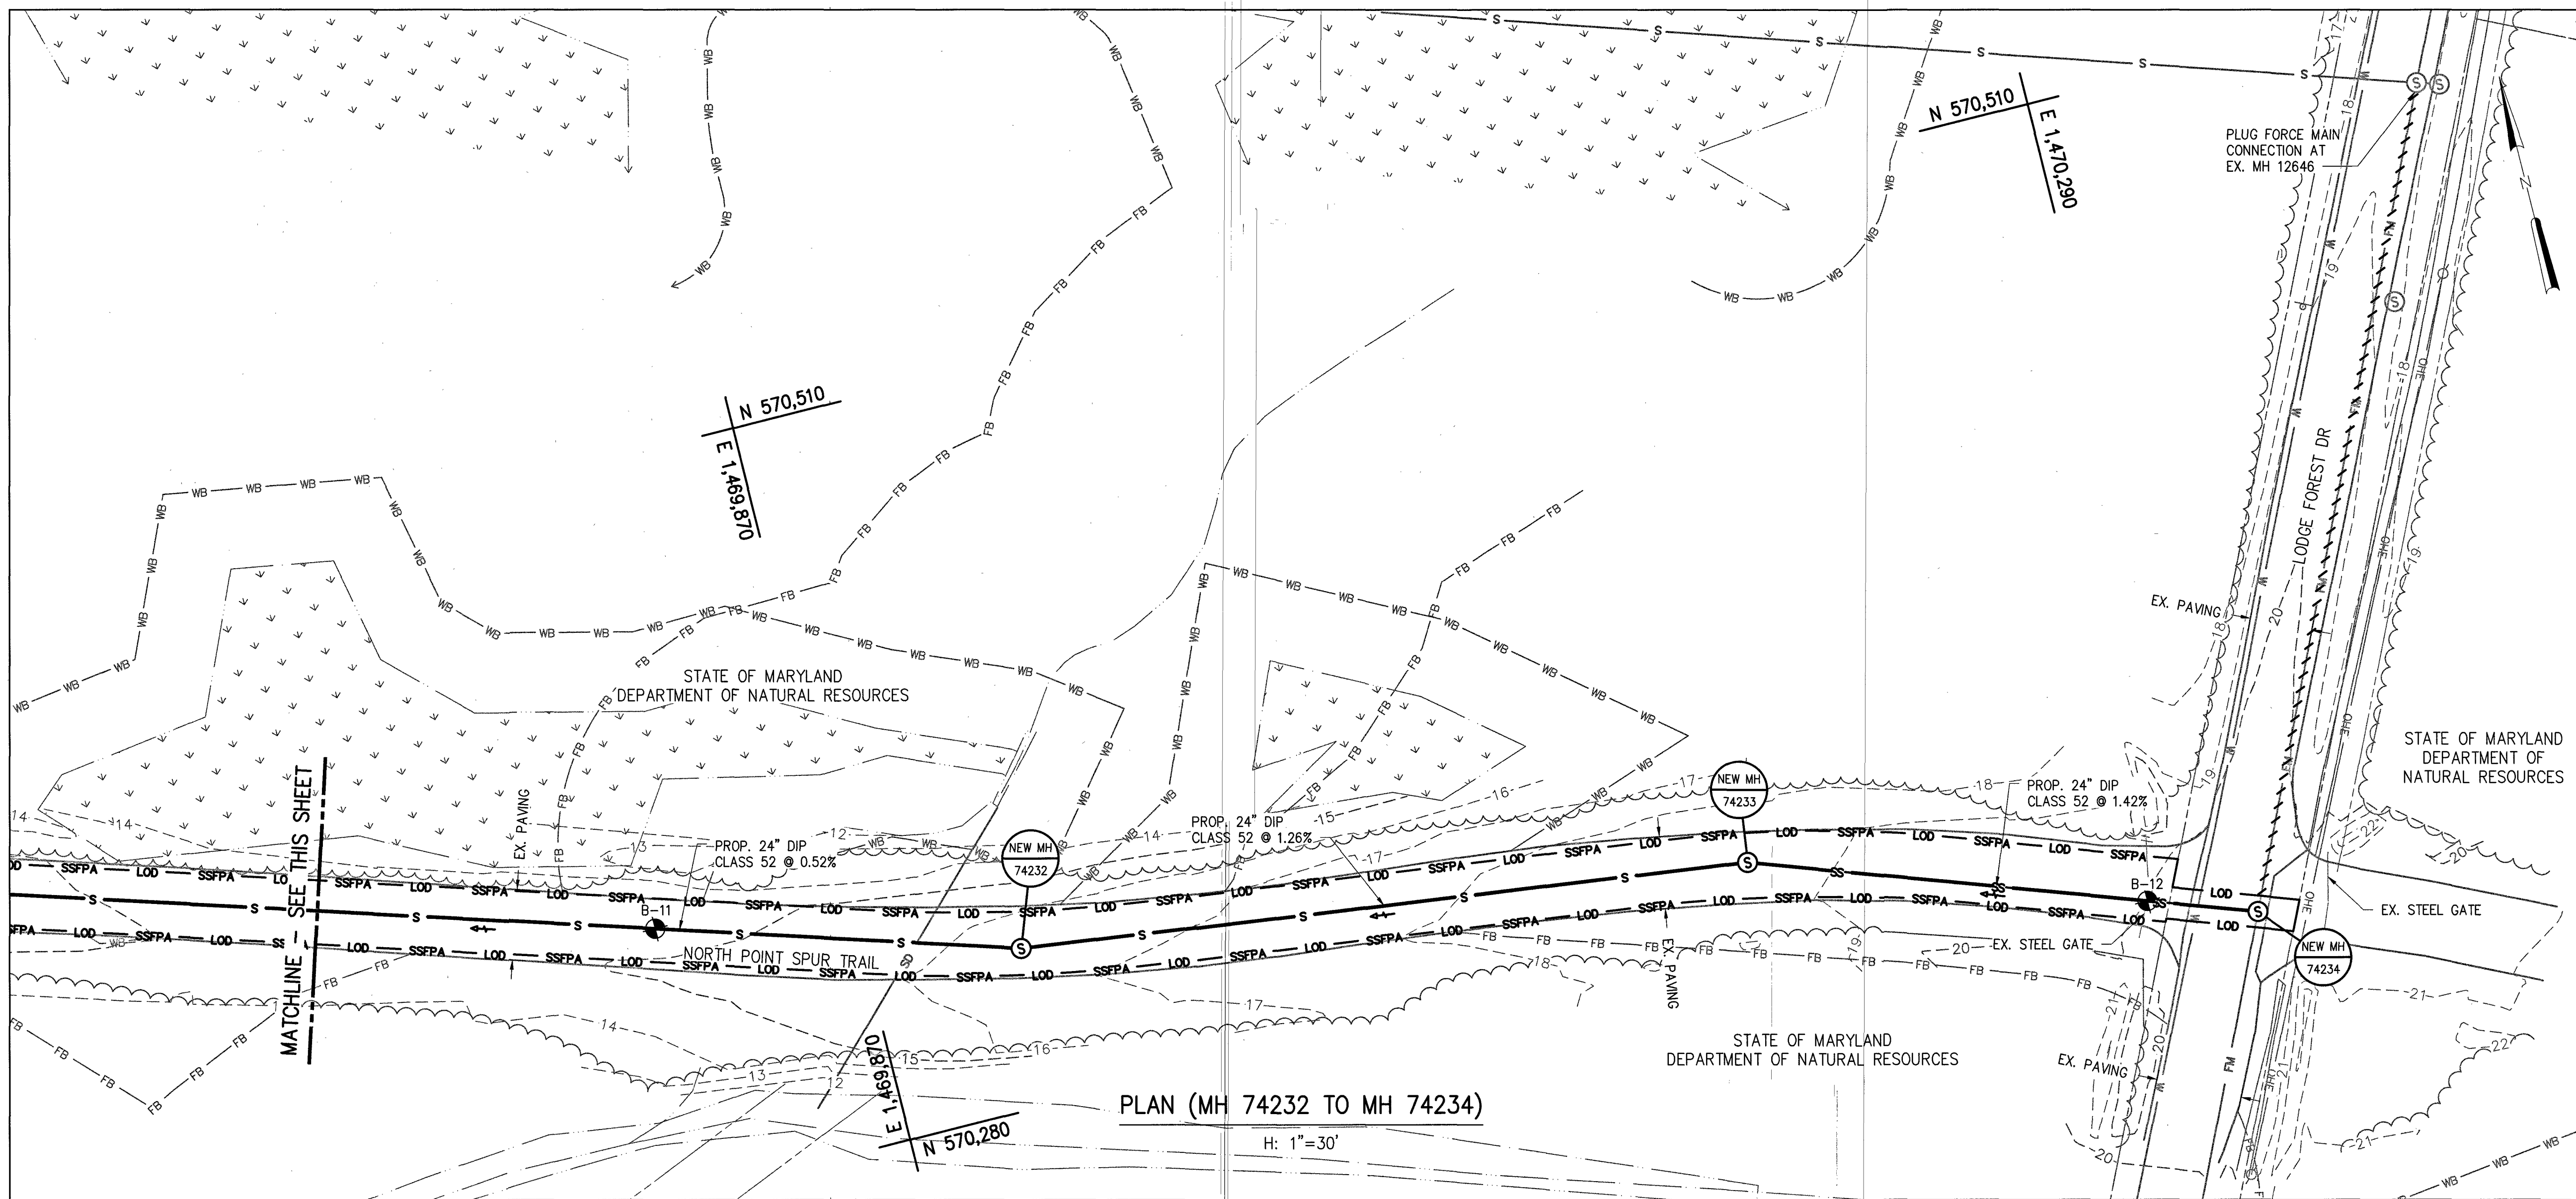 N 570,510
E 1,470,290
PLUG FORCE MAIN
CONNECTION AT
EX. MH 12646
N 570,510
E 1,469,870
LODGE FOREST DR
EX. PAVING
STATE OF MARYLAND
DEPARTMENT OF NATURAL RESOURCES
STATE OF MARYLAND
DEPARTMENT OF
NATURAL RESOURCES
MATCHLINE - SEE THIS SHEET
EX. PAVING
PROP. 24" DIP
CLASS 52 @ 0.52%
NEW MH
74232
PROP. 24" DIP
CLASS 52 @ 1.26%
NEW MH
74233
PROP. 24" DIP
CLASS 52 @ 1.42%
B-11
B-12
NORTH POINT SPUR TRAIL
EX. PAVING
EX. STEEL GATE
EX. STEEL GATE
NEW MH
74234
STATE OF MARYLAND
DEPARTMENT OF NATURAL RESOURCES
EX. PAVING
E 1,469,870
N 570,280
PLAN (MH 74232 TO MH 74234)
H: 1"=30'